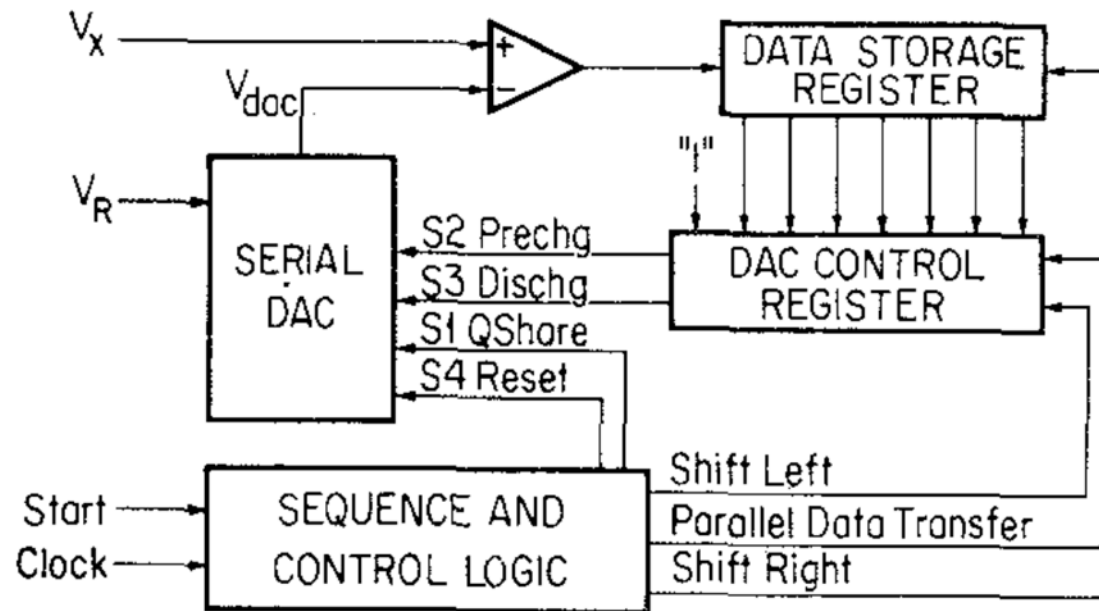 Vx
Vdac
VR
+
−
DATA STORAGE
REGISTER
"1"
S2 Prechg
S3 Dischg
S1 QShare
S4 Reset
SERIAL
DAC
DAC CONTROL
REGISTER
Start
Clock
SEQUENCE AND
CONTROL LOGIC
Shift Left
Parallel Data Transfer
Shift Right